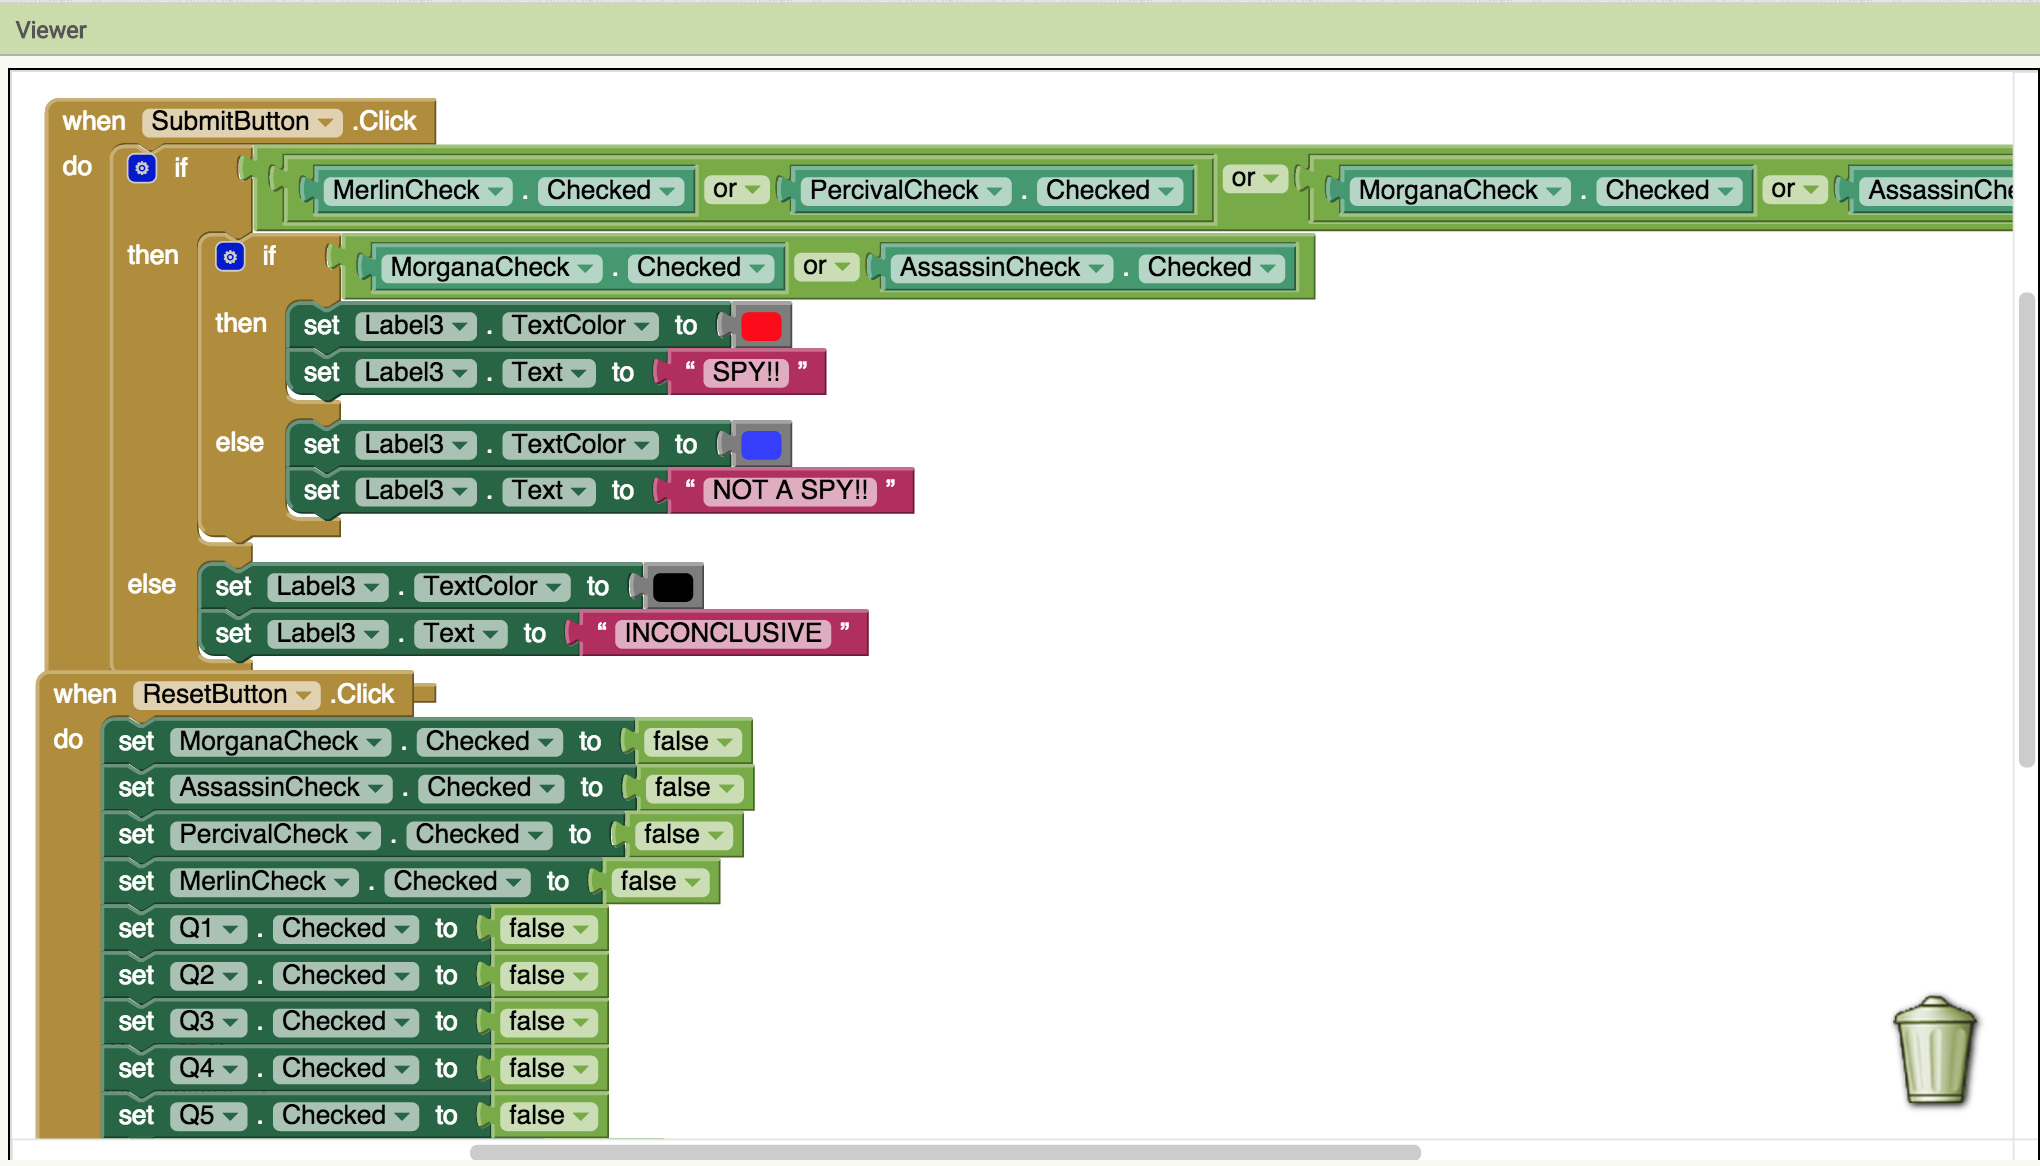 Viewer
when SubmitButton .Click
do if MerlinCheck . Checked or PercivalCheck . Checked or MorganaCheck . Checked or AssassinChe
then if MorganaCheck . Checked or AssassinCheck . Checked
then set Label3 . TextColor to
set Label3 . Text to “ SPY!! ”
else set Label3 . TextColor to
set Label3 . Text to “ NOT A SPY!! ”
else set Label3 . TextColor to
set Label3 . Text to “ INCONCLUSIVE ”
when ResetButton .Click
do set MorganaCheck . Checked to false
set AssassinCheck . Checked to false
set PercivalCheck . Checked to false
set MerlinCheck . Checked to false
set Q1 . Checked to false
set Q2 . Checked to false
set Q3 . Checked to false
set Q4 . Checked to false
set Q5 . Checked to false